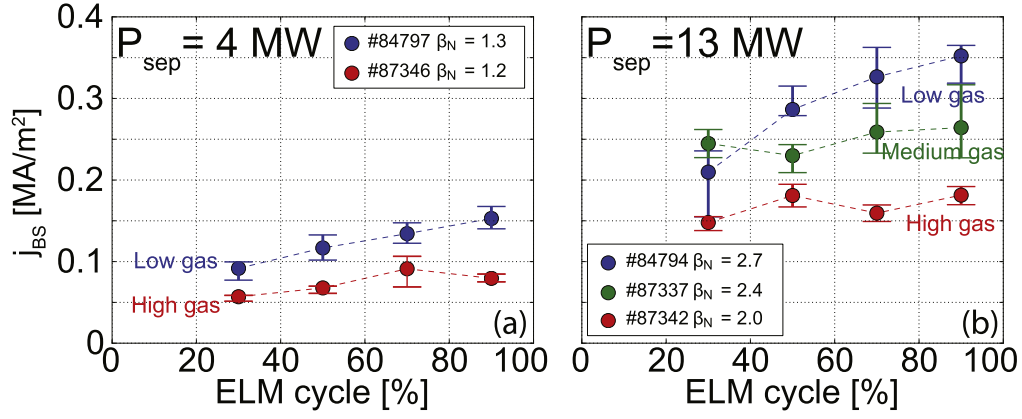 P_sep = 4 MW
#84797 β_N = 1.3
#87346 β_N = 1.2
j_BS [MA/m²]
0.4
0.3
0.2
0.1
0
Low gas
High gas
(a)
0 20 40 60 80 100
ELM cycle [%]
P_sep =13 MW
Low gas
Medium gas
High gas
#84794 β_N = 2.7
#87337 β_N = 2.4
#87342 β_N = 2.0
(b)
0 20 40 60 80 100
ELM cycle [%]